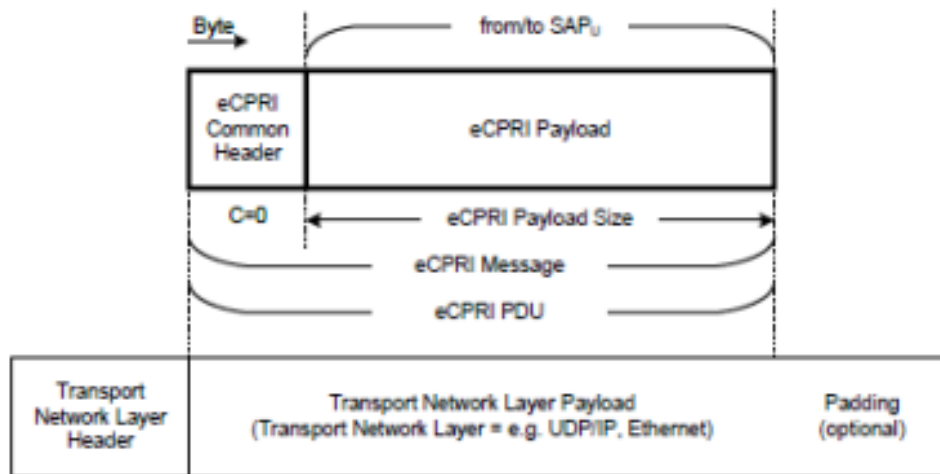 Byte
from/to SAPU
eCPRI
Common
Header
eCPRI Payload
C=0
eCPRI Payload Size
eCPRI Message
eCPRI PDU
Transport
Network Layer
Header
Transport Network Layer Payload
(Transport Network Layer = e.g. UDP/IP, Ethernet)
Padding
(optional)